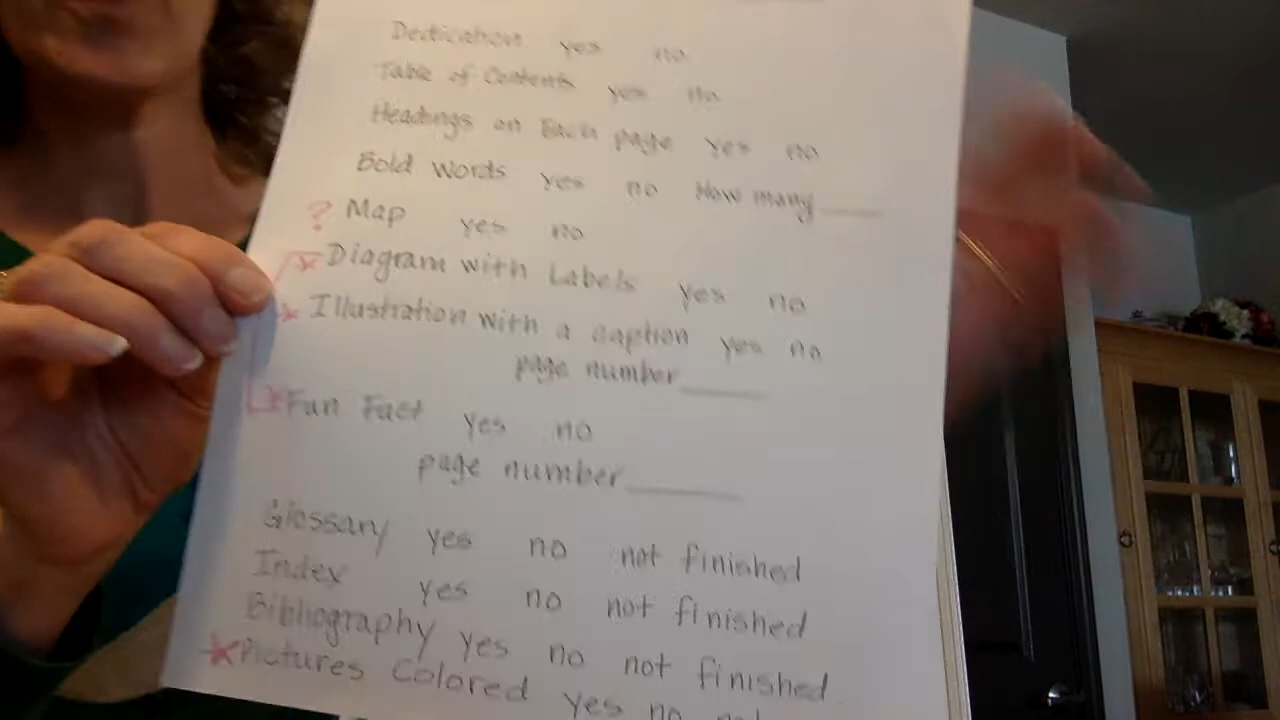 Dedication yes no
Table of Contents yes no
Headings on Each page yes no
Bold Words yes no How many____
? Map yes no
Diagram with Labels yes no
Illustration with a caption yes no
page number____
Fun Fact yes no
page number____
Glossary yes no not finished
Index yes no not finished
Bibliography yes no not finished
Pictures Colored yes no